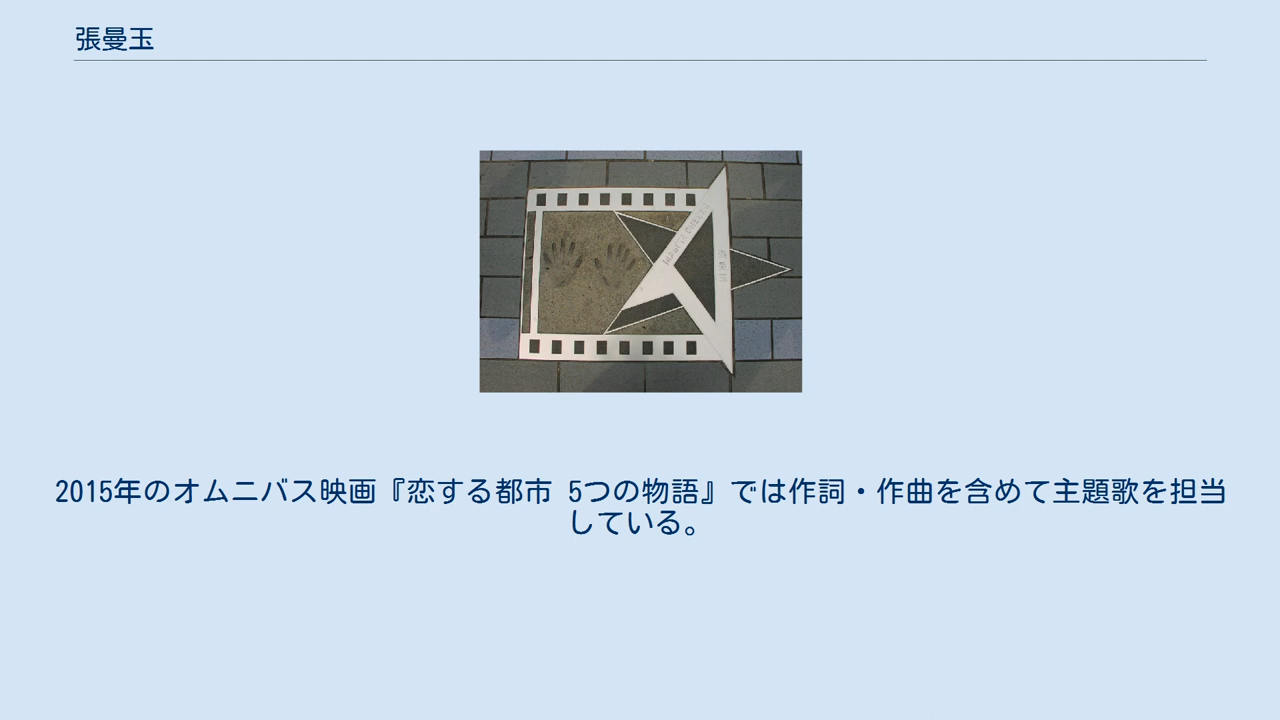 張曼玉
2015年のオムニバス映画『恋する都市 5つの物語』では作詞・作曲を含めて主題歌を担当
している。